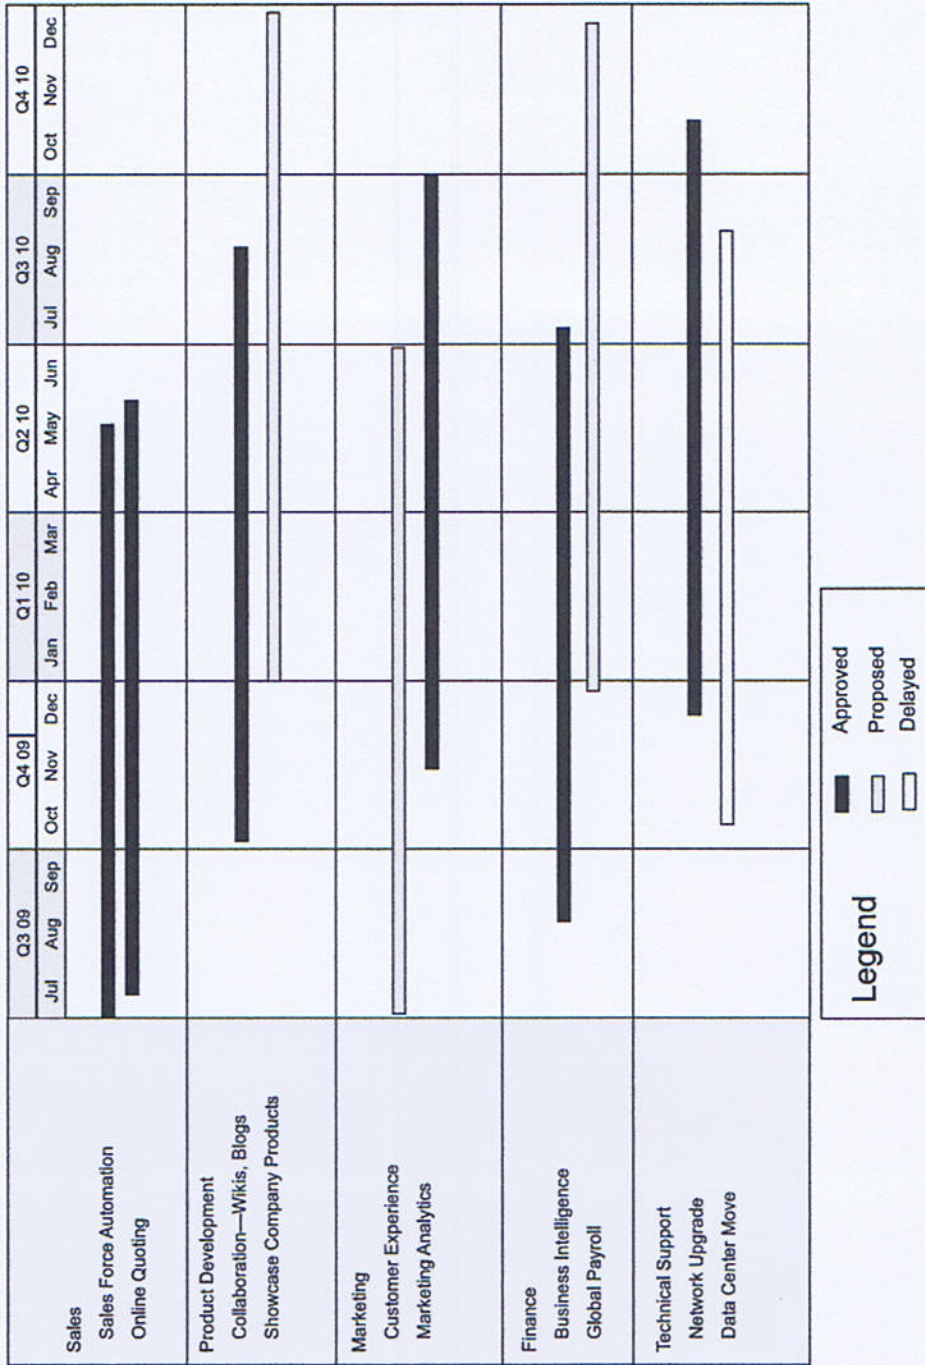 Q3 09 Q4 09 Q1 10 Q2 10 Q3 10 Q4 10
Jul Aug Sep Oct Nov Dec Jan Feb Mar Apr May Jun Jul Aug Sep Oct Nov Dec
Sales
Sales Force Automation
Online Quoting
Product Development
Collaboration—Wikis, Blogs
Showcase Company Products
Marketing
Customer Experience
Marketing Analytics
Finance
Business Intelligence
Global Payroll
Technical Support
Network Upgrade
Data Center Move
Legend
Approved
Proposed
Delayed